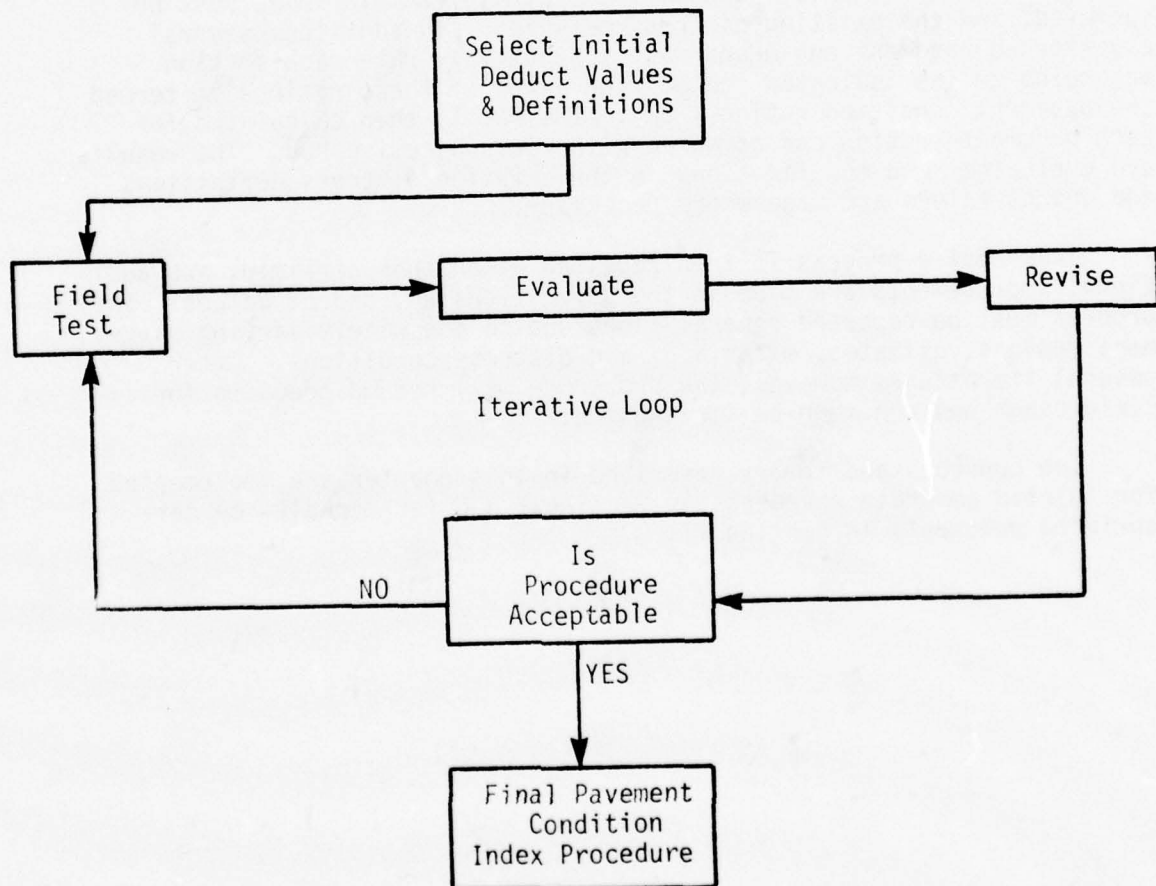 Select Initial
Deduct Values
& Definitions
Field
Test
Evaluate
Revise
Iterative Loop
Is
Procedure
Acceptable
NO
YES
Final Pavement
Condition
Index Procedure